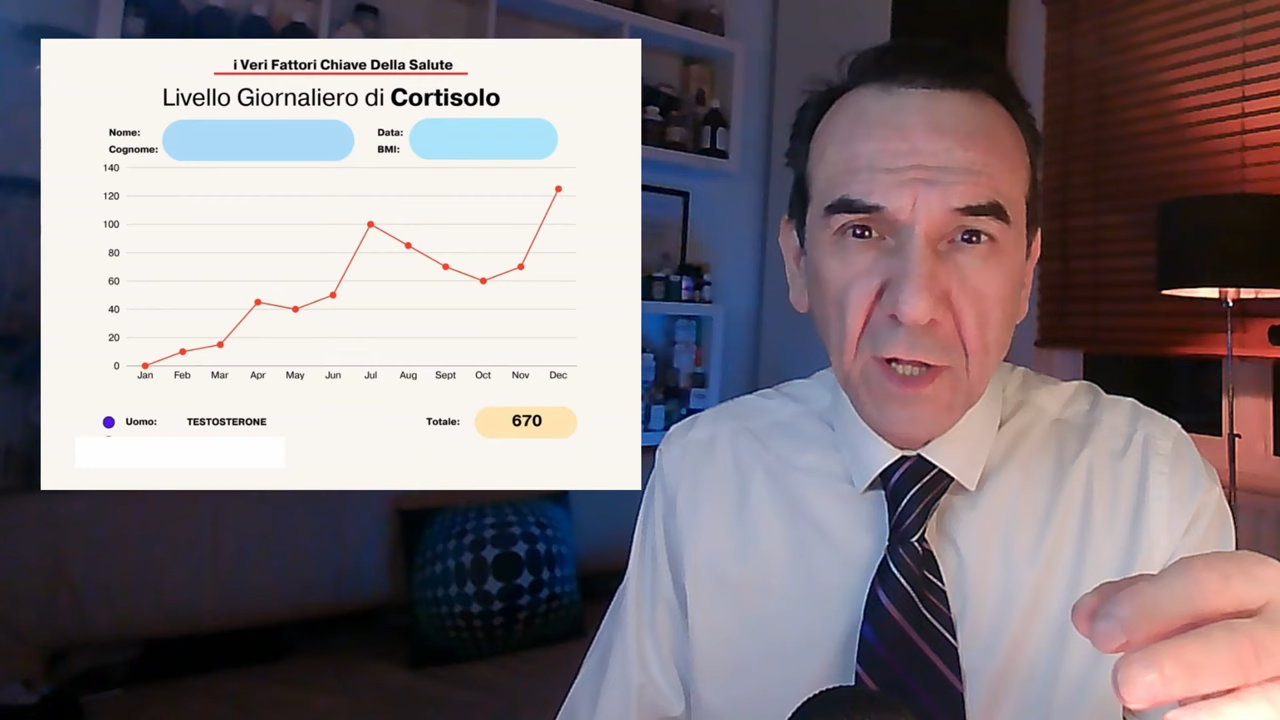 i Veri Fattori Chiave Della Salute
Livello Giornaliero di Cortisolo
Nome:
Cognome:
Data:
BMI:
140
120
100
80
60
40
20
0
Jan Feb Mar Apr May Jun Jul Aug Sept Oct Nov Dec
Uomo: TESTOSTERONE Totale: 670